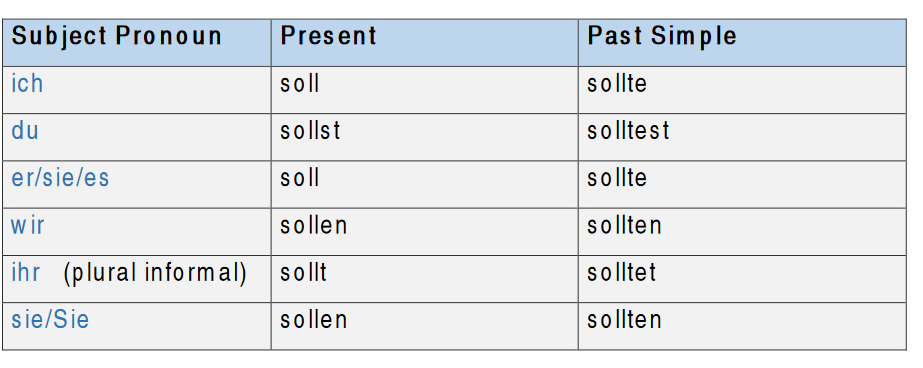 Subject Pronoun Present Past Simple
ich soll sollte
du sollst solltest
er/sie/es soll sollte
wir sollen sollten
ihr (plural informal) sollt solltet
sie/Sie sollen sollten